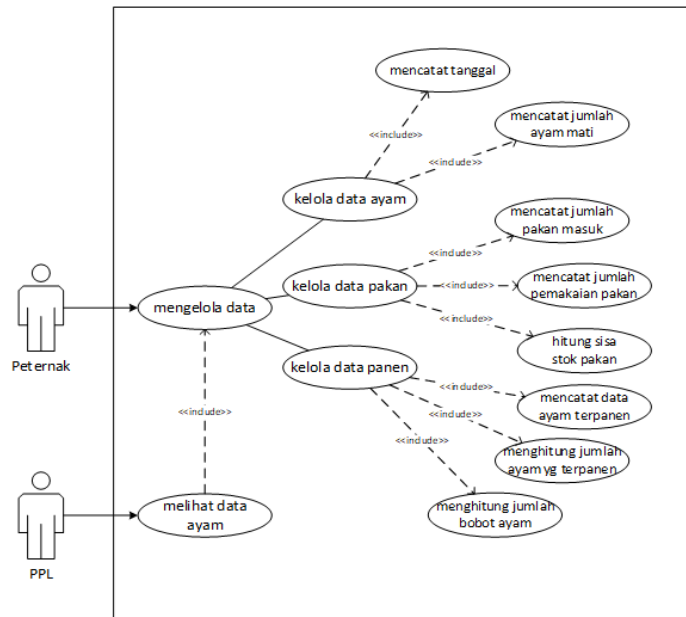 mencatat tanggal
<<include>>
mencatat jumlah
ayam mati
<<include>>
kelola data ayam
mencatat jumlah
pakan masuk
<<include>>
kelola data pakan
<<include>>
mencatat jumlah
pemakaian pakan
mengelola data
<<include>>
hitung sisa
stok pakan
Peternak
kelola data panen
<<include>>
mencatat data
ayam terpanen
<<include>>
<<include>>
<<include>>
menghitung jumlah
ayam yg terpanen
melihat data
ayam
menghitung jumlah
bobot ayam
PPL